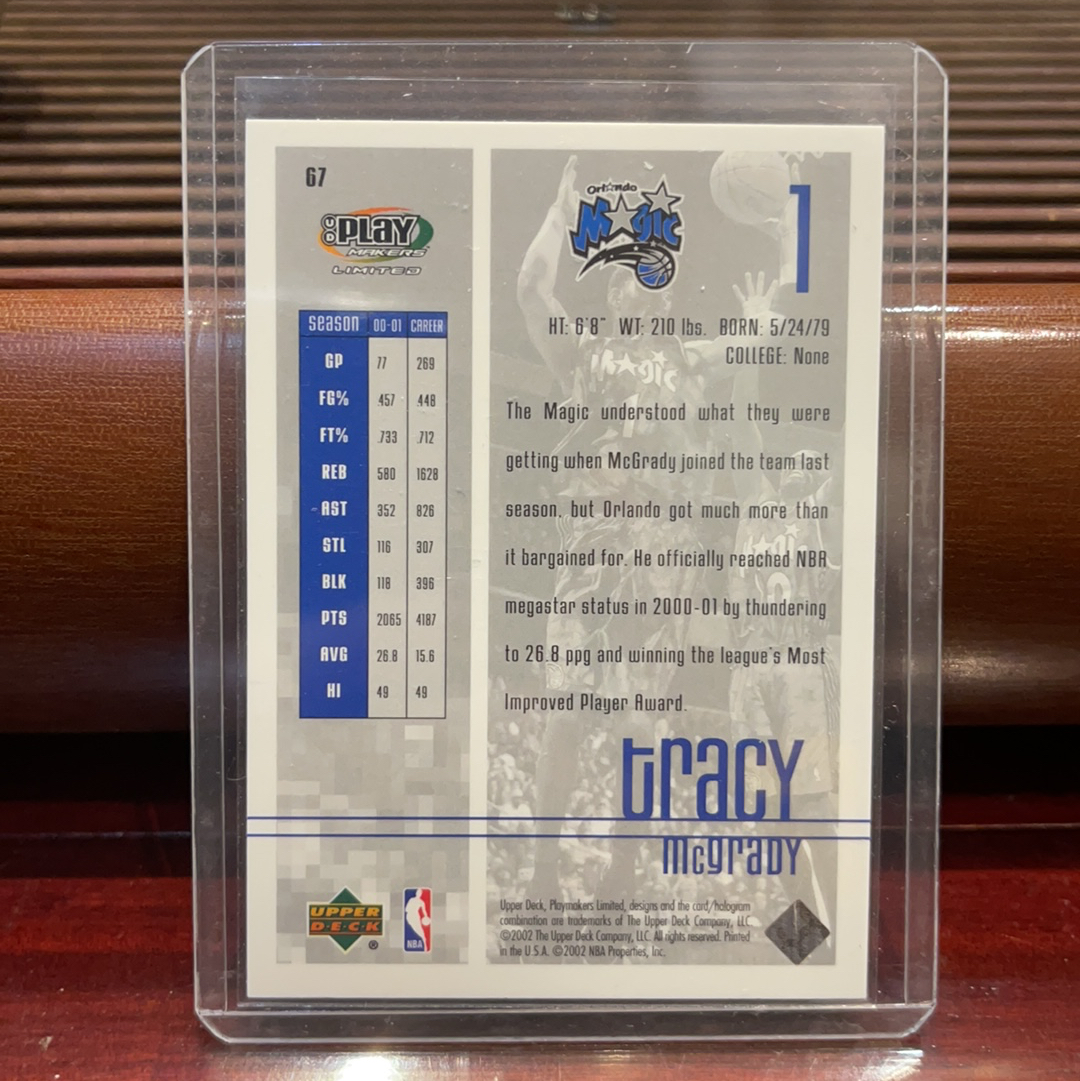 67
UD PLAY
MAKERS
LIMITED
Orlando
Magic
1
HT: 6'8" WT: 210 lbs. BORN: 5/24/79
COLLEGE: None
season 00-01 CAREER
GP 77 269
FG% .457 .448
FT% .733 .712
REB 580 1628
AST 352 826
STL 116 307
BLK 118 396
PTS 2065 4187
AVG 26.8 15.6
HI 49 49
The Magic understood what they were
getting when McGrady joined the team last
season, but Orlando got much more than
it bargained for. He officially reached NBA
megastar status in 2000-01 by thundering
to 26.8 ppg and winning the league's Most
Improved Player Award.
tracy
mcgrady
UPPER
DECK
®
NBA
Upper Deck, Playmakers Limited, designs and the card/hologram
combination are trademarks of The Upper Deck Company, LLC.
©2002 The Upper Deck Company, LLC. All rights reserved. Printed
in the U.S.A. ©2002 NBA Properties, Inc.